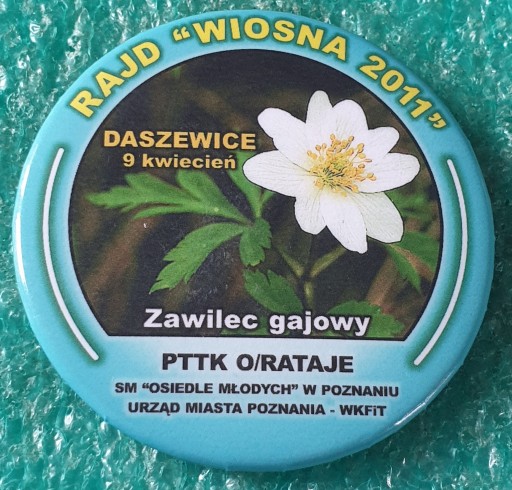 RAJD “WIOSNA 2011”
DASZEWICE
9 kwiecień
Zawilec gajowy
PTTK O/RATAJE
SM “OSIEDLE MŁODYCH” W POZNANIU
URZĄD MIASTA POZNANIA - WKFiT